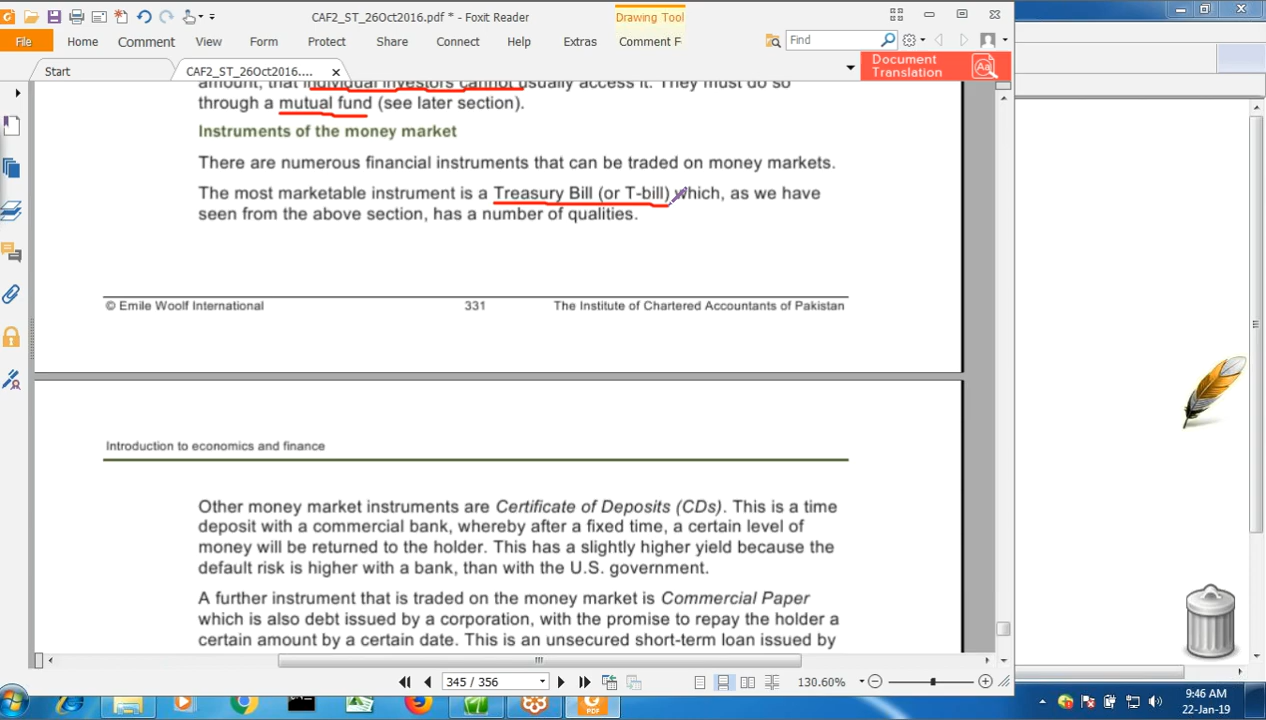 CAF2_ST_26Oct2016.pdf * - Foxit Reader
Drawing Tool
File Home Comment View Form Protect Share Connect Help Extras Comment F
Find
Start
CAF2_ST_26Oct2016....
Document
Translation
Aa
amount, that individual investors cannot usually access it. They must do so
through a mutual fund (see later section).
Instruments of the money market
There are numerous financial instruments that can be traded on money markets.
The most marketable instrument is a Treasury Bill (or T-bill) which, as we have
seen from the above section, has a number of qualities.
© Emile Woolf International 331 The Institute of Chartered Accountants of Pakistan
Introduction to economics and finance
Other money market instruments are Certificate of Deposits (CDs). This is a time
deposit with a commercial bank, whereby after a fixed time, a certain level of
money will be returned to the holder. This has a slightly higher yield because the
default risk is higher with a bank, than with the U.S. government.
A further instrument that is traded on the money market is Commercial Paper
which is also debt issued by a corporation, with the promise to repay the holder a
certain amount by a certain date. This is an unsecured short-term loan issued by
345 / 356
130.60%
PDF
9:46 AM
22-Jan-19